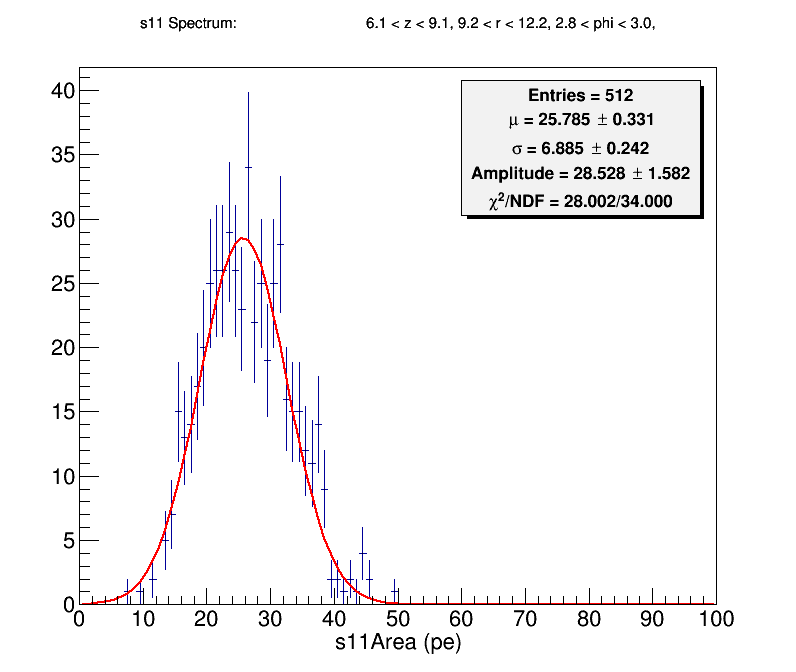 s11 Spectrum: 6.1 < z < 9.1, 9.2 < r < 12.2, 2.8 < phi < 3.0,
Entries = 512
μ = 25.785 ± 0.331
σ = 6.885 ± 0.242
Amplitude = 28.528 ± 1.582
χ²/NDF = 28.002/34.000
40
35
30
25
20
15
10
5
0
0 10 20 30 40 50 60 70 80 90 100
s11Area (pe)